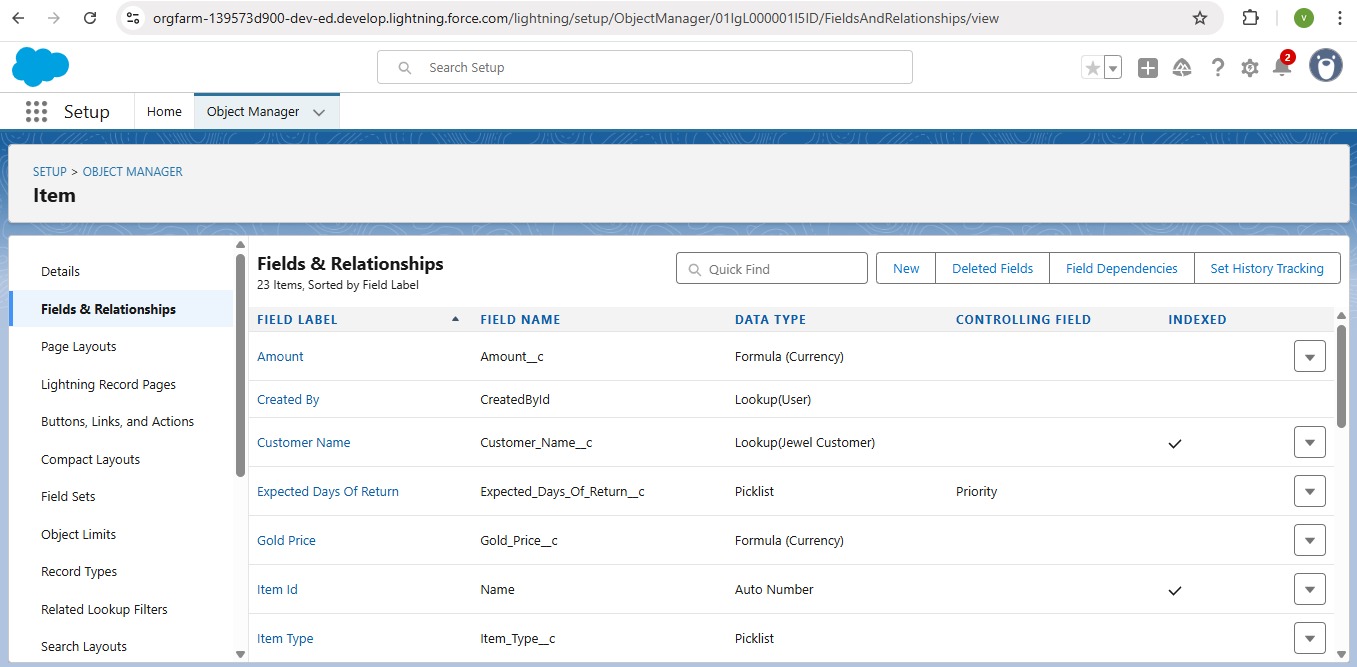 orgfarm-139573d900-dev-ed.develop.lightning.force.com/lightning/setup/ObjectManager/01IgL000001I5ID/FieldsAndRelationships/view
V
Search Setup
2
Setup
Home
Object Manager
SETUP > OBJECT MANAGER
Item
Details
Fields & Relationships
Page Layouts
Lightning Record Pages
Buttons, Links, and Actions
Compact Layouts
Field Sets
Object Limits
Record Types
Related Lookup Filters
Search Layouts
Fields & Relationships
23 Items, Sorted by Field Label
Quick Find
New
Deleted Fields
Field Dependencies
Set History Tracking
FIELD LABEL FIELD NAME DATA TYPE CONTROLLING FIELD INDEXED
Amount Amount__c Formula (Currency)
Created By CreatedById Lookup(User)
Customer Name Customer_Name__c Lookup(Jewel Customer)
Expected Days Of Return Expected_Days_Of_Return__c Picklist Priority
Gold Price Gold_Price__c Formula (Currency)
Item Id Name Auto Number
Item Type Item_Type__c Picklist